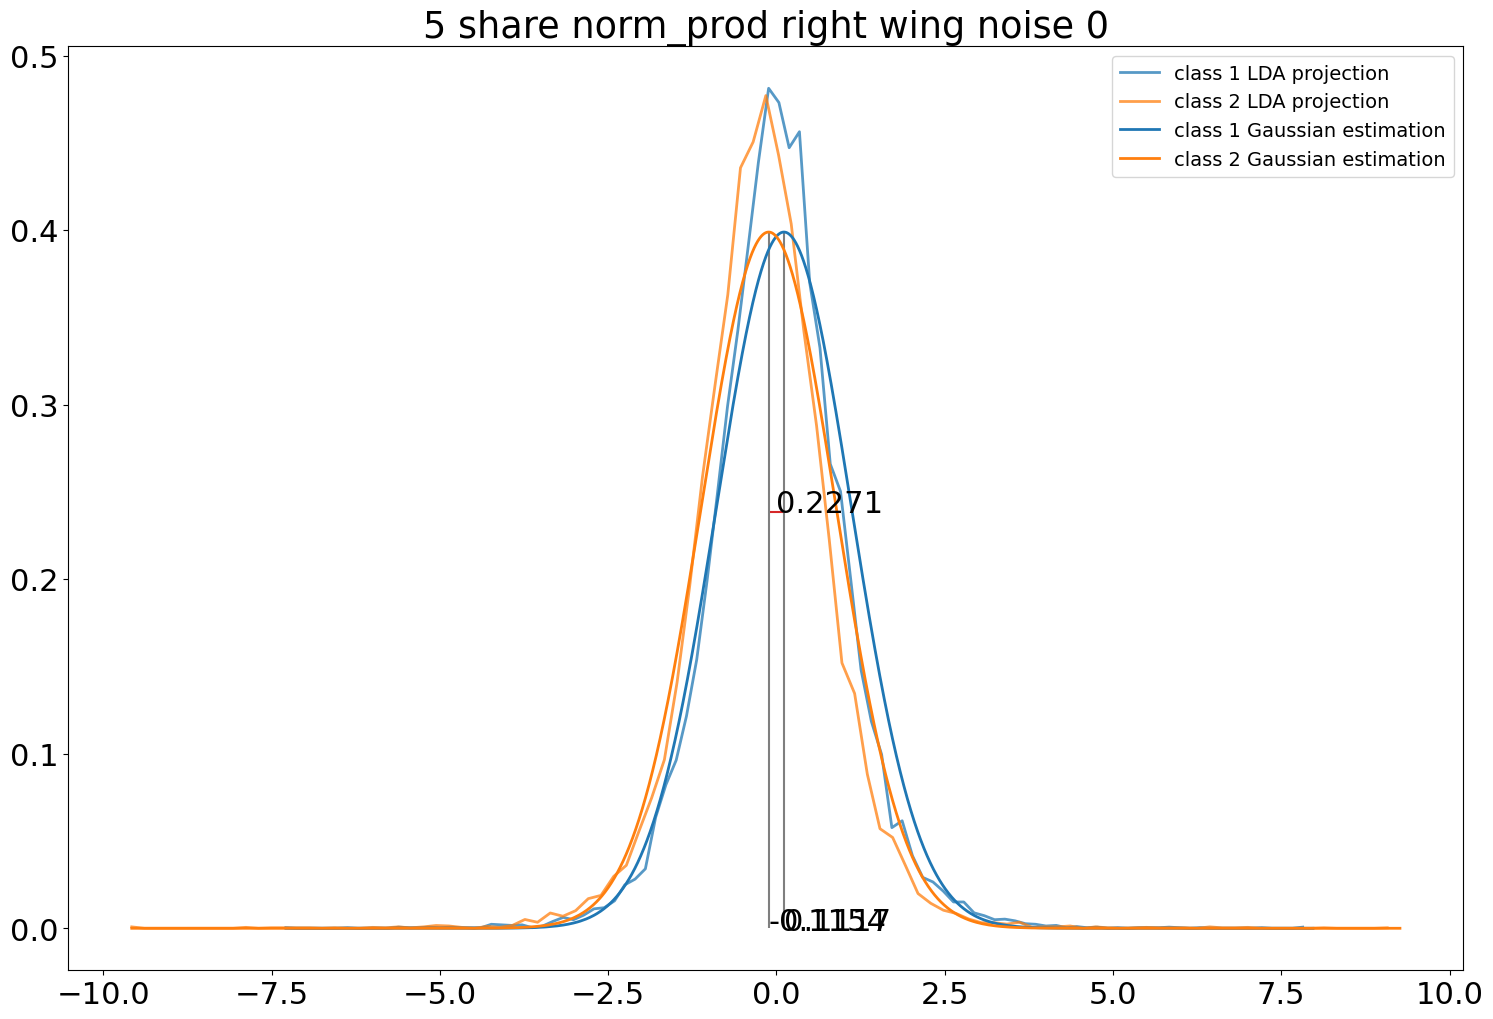 5 share norm_prod right wing noise 0
class 1 LDA projection
class 2 LDA projection
class 1 Gaussian estimation
class 2 Gaussian estimation
0.5
0.4
0.3
0.2
0.1
0.0
0.2271
−10.0 −7.5 −5.0 −2.5 0.0 2.5 5.0 7.5 10.0